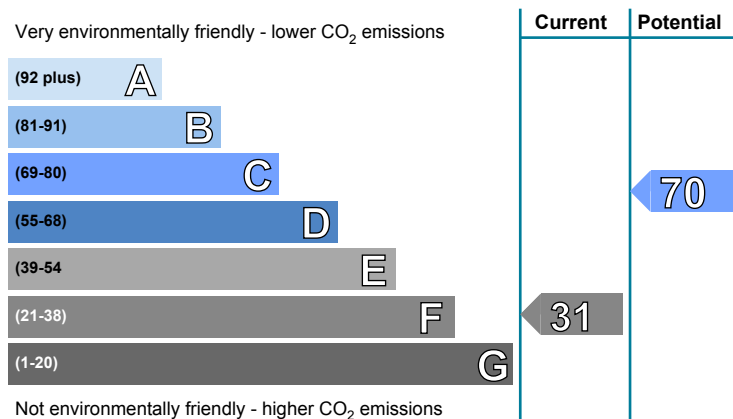 Current Potential
Very environmentally friendly - lower CO2 emissions
(92 plus) A
(81-91) B
(69-80) C
70
(55-68) D
(39-54 E
(21-38) F 31
(1-20) G
Not environmentally friendly - higher CO2 emissions